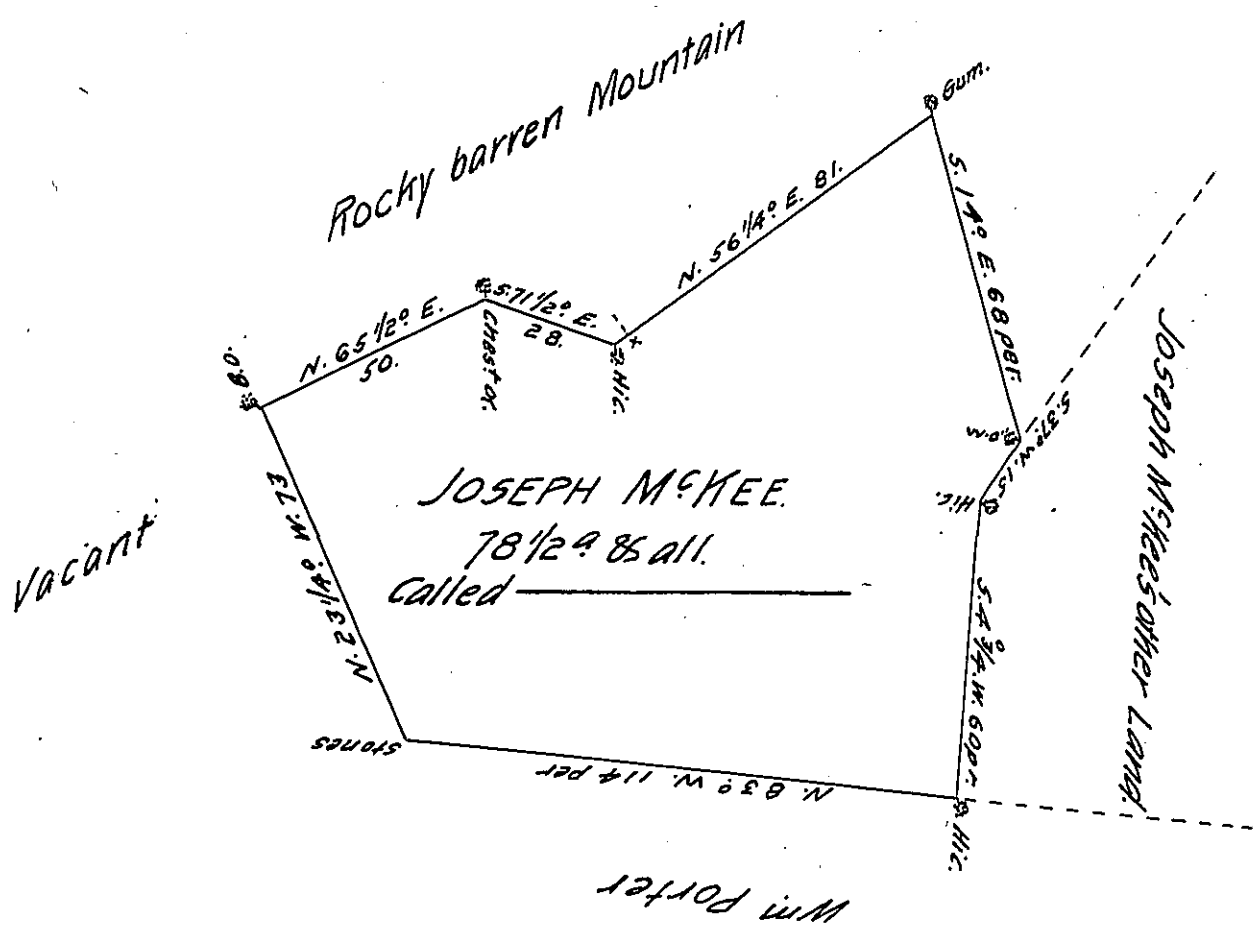 Rocky barren Mountain
Gum.
N. 56 1/4° E. 81.
S. 14° E. 68 per.
S. 71 1/2° E.
28.
N. 65 1/2° E.
50.
B.O.
Chest or.
Hic.
B.O.
S. 37° W. 15
Hic.
Joseph McKee's other Land
JOSEPH McKEE.
78 1/2 a & all.
Called
Vacant
N. 23 1/4° W. 73
S. 4 3/4° W. 60 pr.
Stones
N. 83° W. 114 per
Hic.
Wm Porter